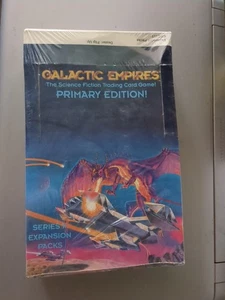 GALACTIC EMPIRES
The Science Fiction Trading Card Game!
PRIMARY EDITION!
SERIES
EXPANSION
PACKS